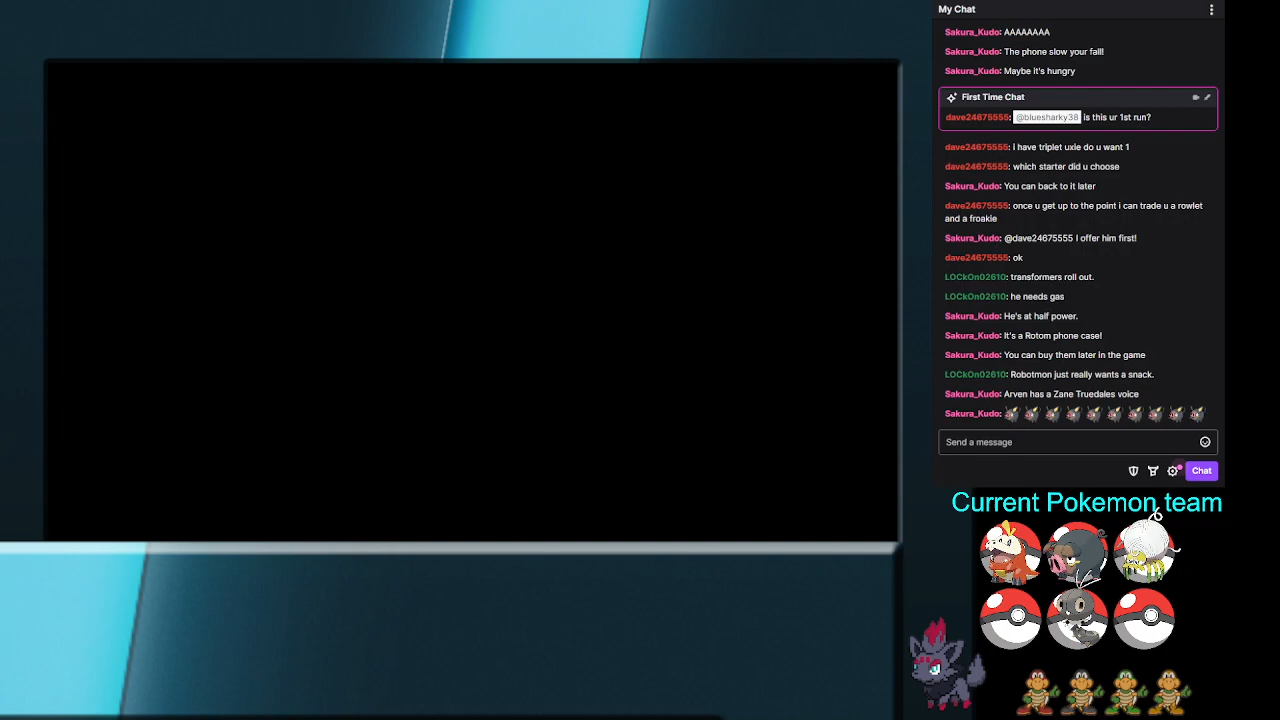 My Chat
Sakura_Kudo: AAAAAAAA
Sakura_Kudo: The phone slow your fall!
Sakura_Kudo: Maybe it's hungry
First Time Chat
dave24675555: @bluesharky38 is this ur 1st run?
dave24675555: i have triplet uxie do u want 1
dave24675555: which starter did u choose
Sakura_Kudo: You can back to it later
dave24675555: once u get up to the point i can trade u a rowlet
and a froakie
Sakura_Kudo: @dave24675555 I offer him first!
dave24675555: ok
LOCkOn02610: transformers roll out.
LOCkOn02610: he needs gas
Sakura_Kudo: He's at half power.
Sakura_Kudo: It's a Rotom phone case!
Sakura_Kudo: You can buy them later in the game
LOCkOn02610: Robotmon just really wants a snack.
Sakura_Kudo: Arven has a Zane Truedales voice
Sakura_Kudo:
Send a message
Chat
Current Pokemon team